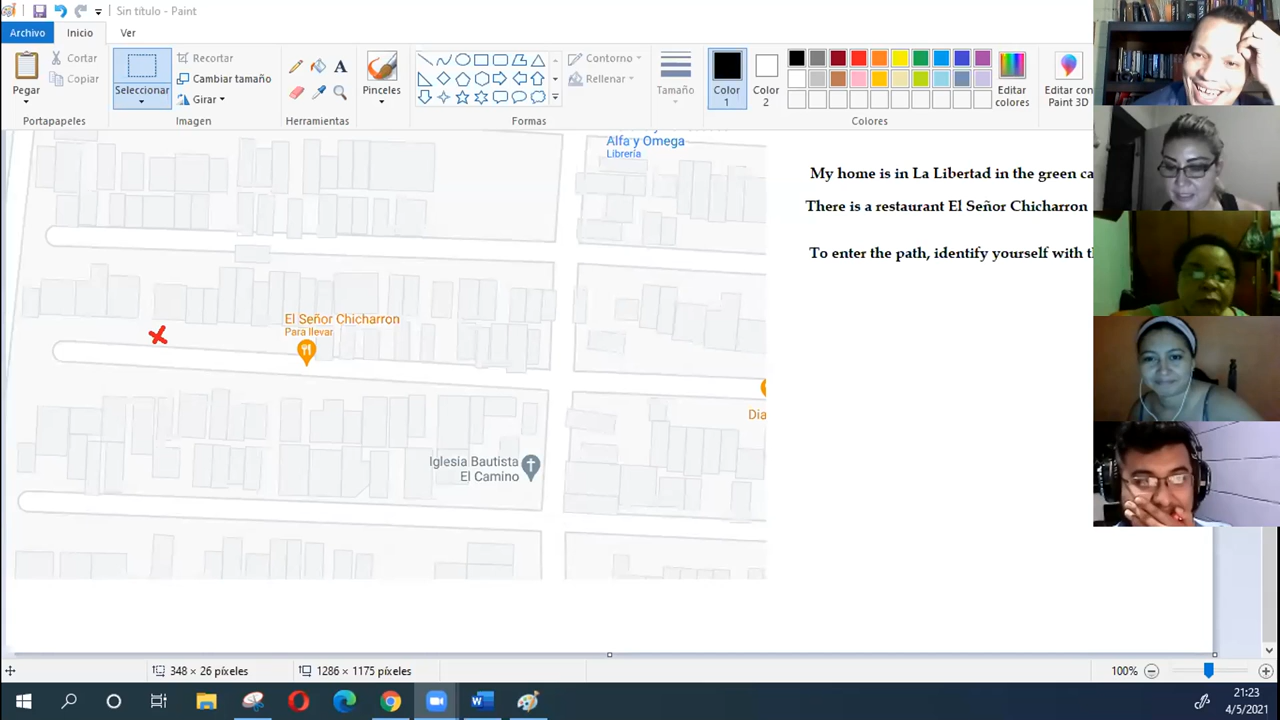 Sin título - Paint
Archivo Inicio Ver
Pegar
Cortar
Copiar
Portapapeles
Seleccionar
Recortar
Cambiar tamaño
Girar
Imagen
A
Herramientas
Pinceles
Contorno
Rellenar
Formas
Tamaño
Color
1
Color
2
Editar
colores
Editar con
Paint 3D
Colores
Alfa y Omega
Librería
El Señor Chicharron
Para llevar
Iglesia Bautista
El Camino
Dia
My home is in La Libertad in the green ca
There is a restaurant El Señor Chicharron
To enter the path, identify yourself with th
348 × 26 píxeles
1286 × 1175 píxeles
100%
21:23
4/5/2021